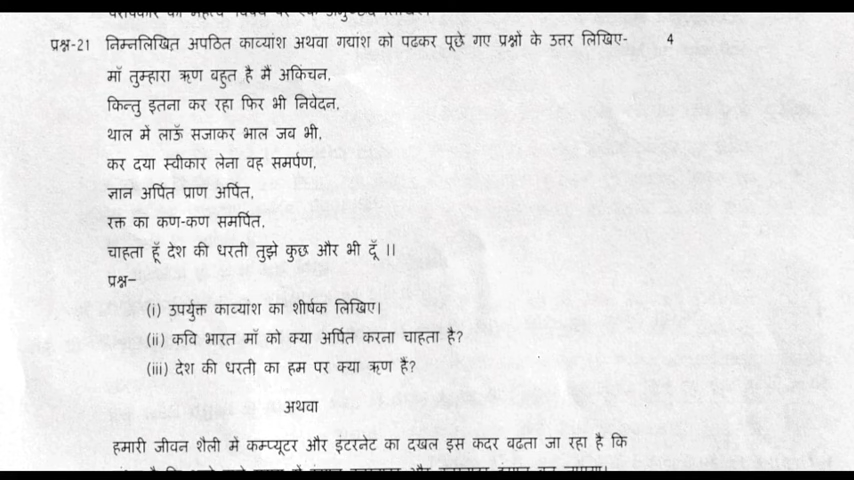 प्रश्न-21 निम्नलिखित अपठित काव्यांश अथवा गद्यांश को पढकर पूछे गए प्रश्नों के उत्तर लिखिए- 4
माँ तुम्हारा ऋण बहुत है मैं अकिंचन,
किन्तु इतना कर रहा फिर भी निवेदन,
थाल में लाऊँ सजाकर भाल जब भी,
कर दया स्वीकार लेना वह समर्पण,
ज्ञान अर्पित प्राण अर्पित,
रक्त का कण-कण समर्पित,
चाहता हूँ देश की धरती तुझे कुछ और भी दूँ ।।
प्रश्न–
(i) उपर्युक्त काव्यांश का शीर्षक लिखिए।
(ii) कवि भारत माँ को क्या अर्पित करना चाहता है?
(iii) देश की धरती का हम पर क्या ऋण है?
अथवा
हमारी जीवन शैली में कम्प्यूटर और इंटरनेट का दखल इस कदर बढता जा रहा है कि